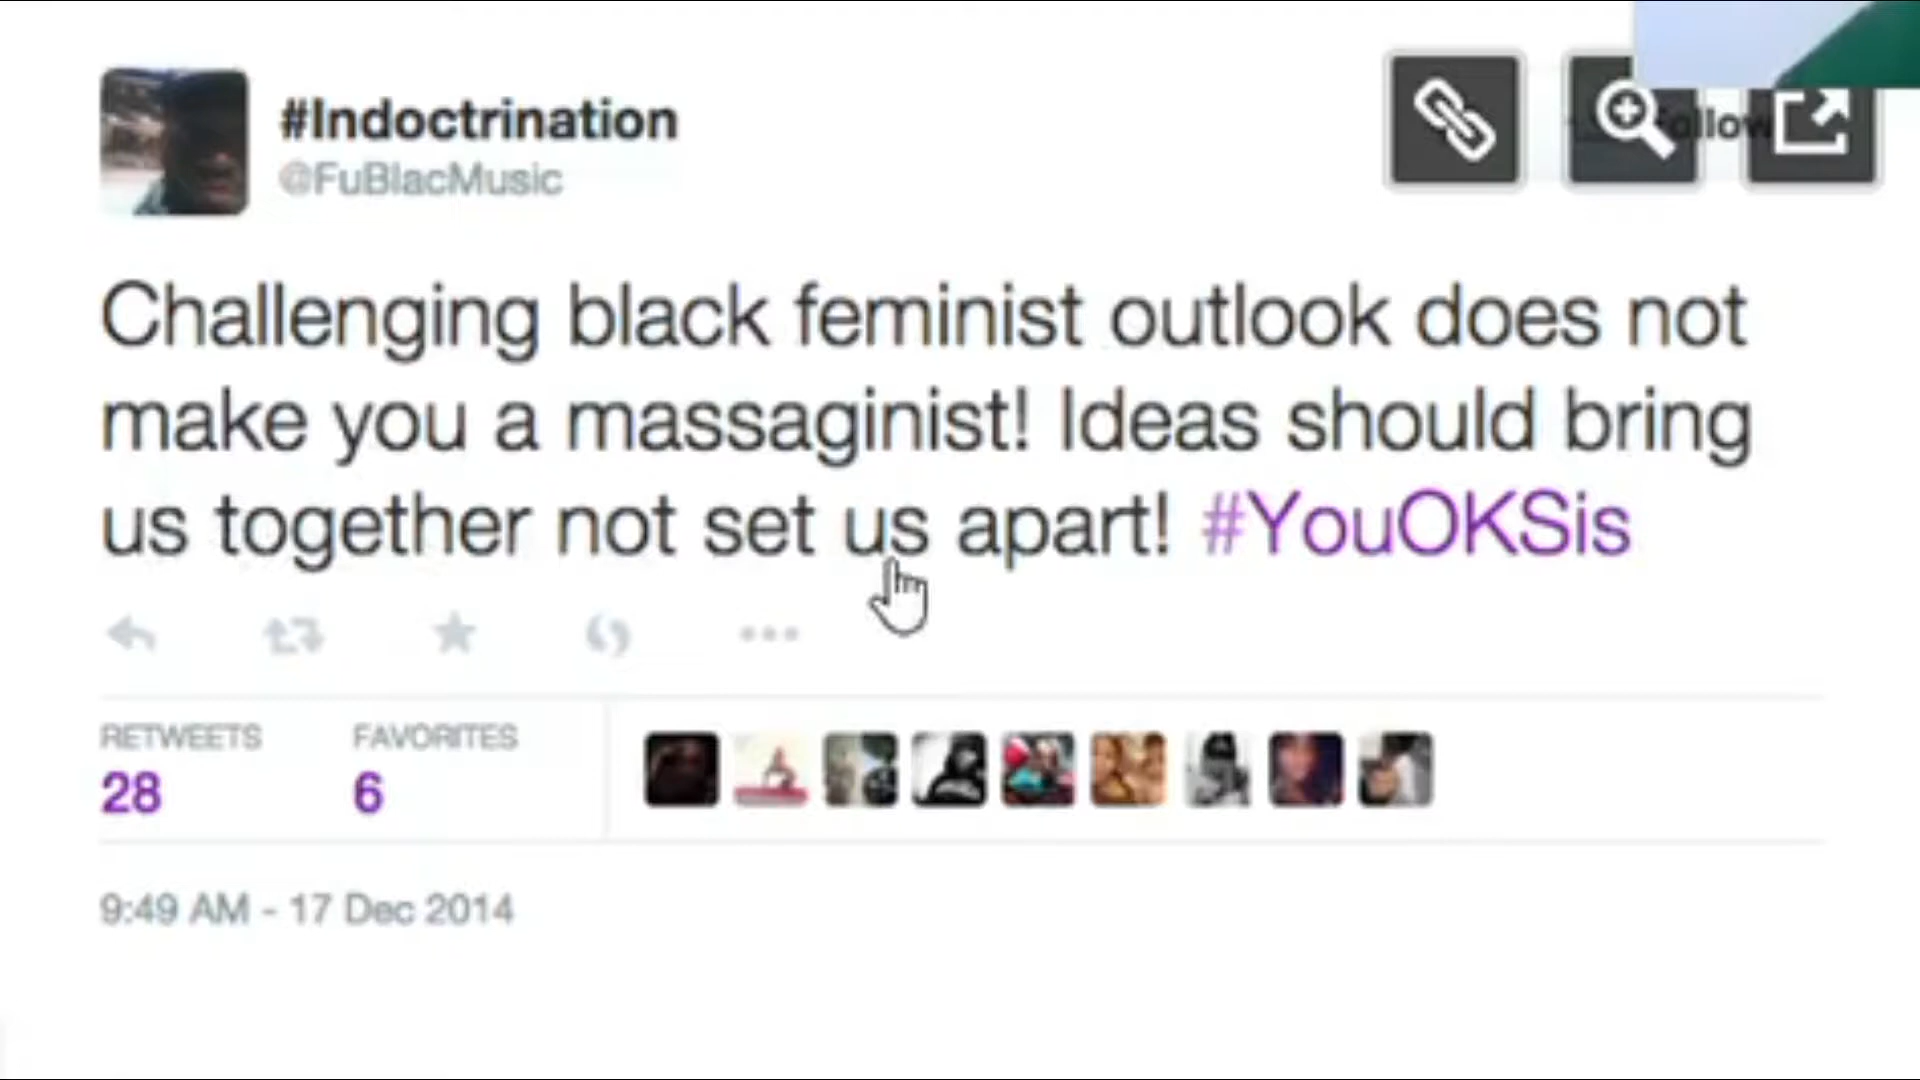 #Indoctrination
@FuBlacMusic
Challenging black feminist outlook does not
make you a massaginist! Ideas should bring
us together not set us apart! #YouOKSis
RETWEETS FAVORITES
28 6
9:49 AM - 17 Dec 2014